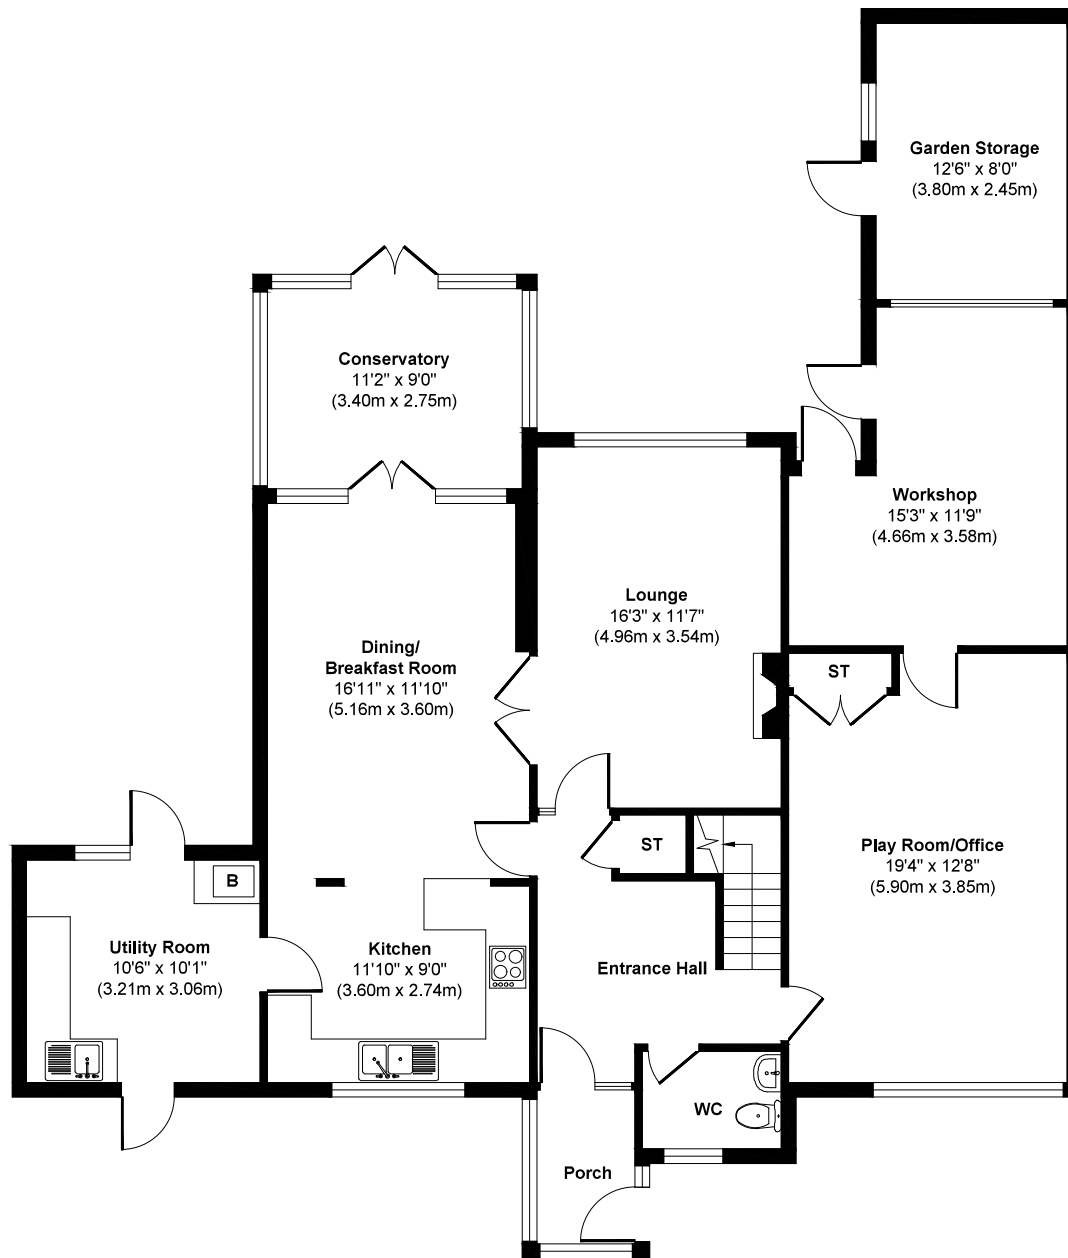 Garden Storage
12'6" x 8'0"
(3.80m x 2.45m)
Conservatory
11'2" x 9'0"
(3.40m x 2.75m)
Workshop
15'3" x 11'9"
(4.66m x 3.58m)
Lounge
16'3" x 11'7"
(4.96m x 3.54m)
Dining/
Breakfast Room
16'11" x 11'10"
(5.16m x 3.60m)
ST
ST
Play Room/Office
19'4" x 12'8"
(5.90m x 3.85m)
B
Utility Room
10'6" x 10'1"
(3.21m x 3.06m)
Kitchen
11'10" x 9'0"
(3.60m x 2.74m)
Entrance Hall
WC
Porch